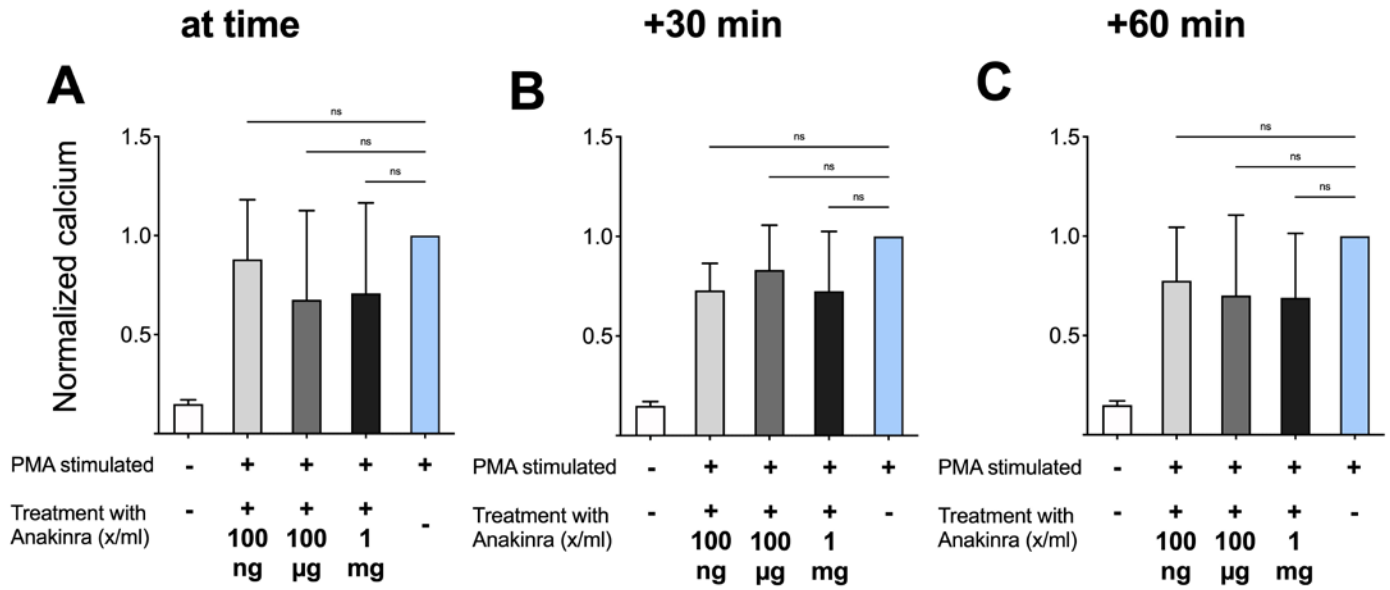 at time
+30 min
+60 min
A
B
C
ns
ns
ns
1.5
1.0
0.5
Normalized calcium
ns
ns
ns
1.5
1.0
0.5
ns
ns
ns
1.5
1.0
0.5
PMA stimulated - + + + +
Treatment with - + + + -
Anakinra (x/ml) 100 100 1
ng µg mg
PMA stimulated - + + + +
Treatment with - + + + -
Anakinra (x/ml) 100 100 1
ng µg mg
PMA stimulated - + + + +
Treatment with - + + + -
Anakinra (x/ml) 100 100 1
ng µg mg